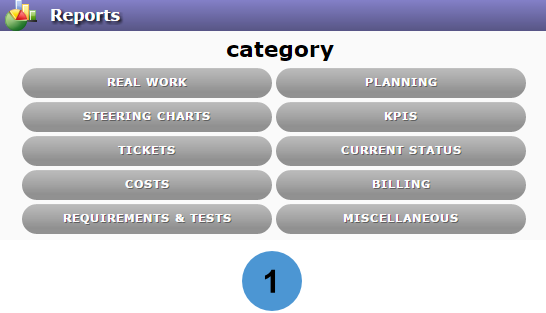 Reports
category
REAL WORK
PLANNING
STEERING CHARTS
KPIS
TICKETS
CURRENT STATUS
COSTS
BILLING
REQUIREMENTS & TESTS
MISCELLANEOUS
1